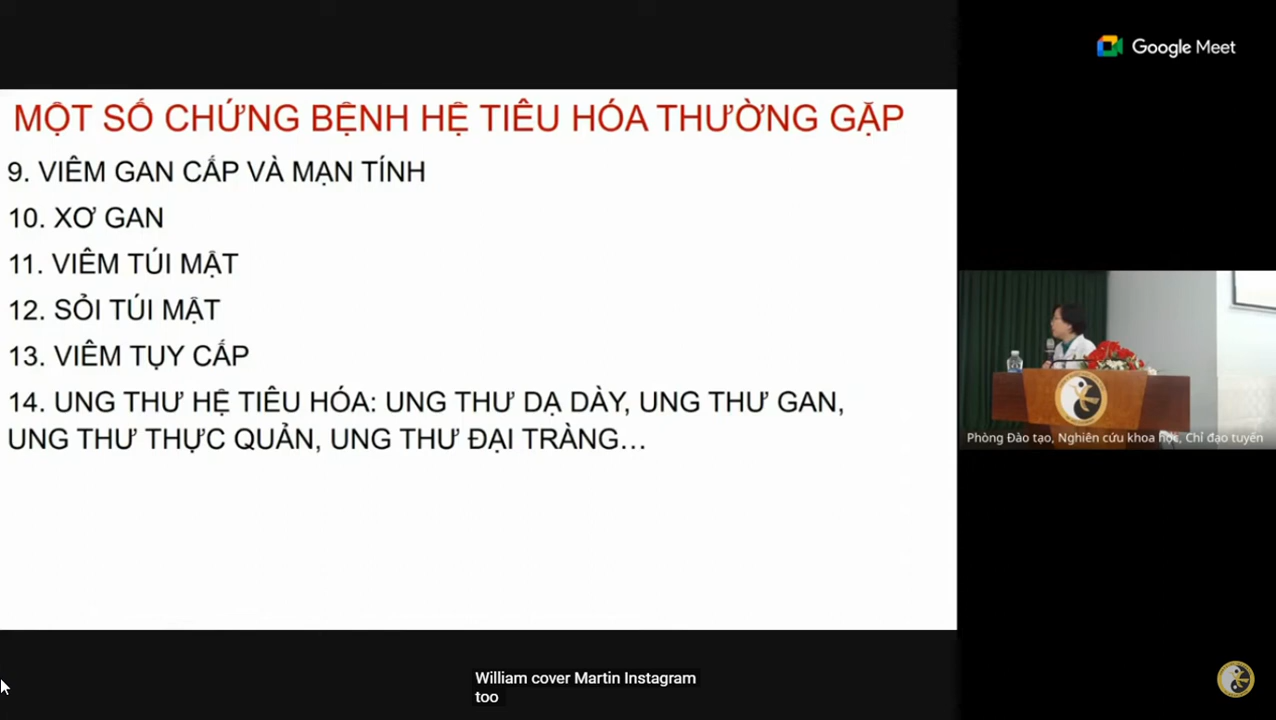 Google Meet
MỘT SỐ CHỨNG BỆNH HỆ TIÊU HÓA THƯỜNG GẶP
9. VIÊM GAN CẤP VÀ MẠN TÍNH
10. XƠ GAN
11. VIÊM TÚI MẬT
12. SỎI TÚI MẬT
13. VIÊM TỤY CẤP
14. UNG THƯ HỆ TIÊU HÓA: UNG THƯ DẠ DÀY, UNG THƯ GAN,
UNG THƯ THỰC QUẢN, UNG THƯ ĐẠI TRÀNG…
Phòng Đào tạo, Nghiên cứu khoa học, Chỉ đạo tuyến
William cover Martin Instagram
too